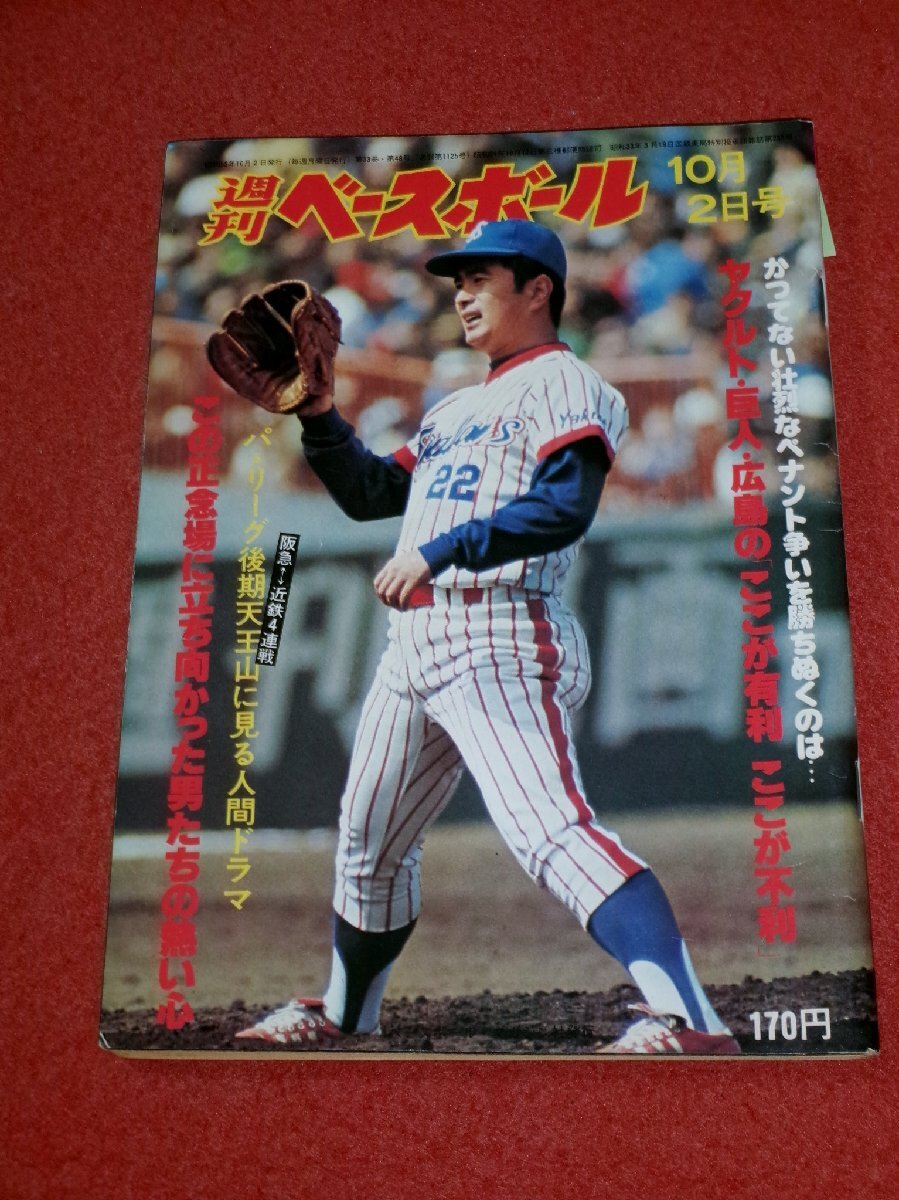 週刊ベースボール
10月
2日号
かつてない壮烈なペナント争いを勝ちぬくのは…
ヤクルト・巨人・広島の「ここが有利 ここが不利」
阪急↔近鉄4連戦
パ・リーグ後期天王山に見る人間ドラマ
この正念場に立ち向かった男たちの熱い心
Swallows
22
170円